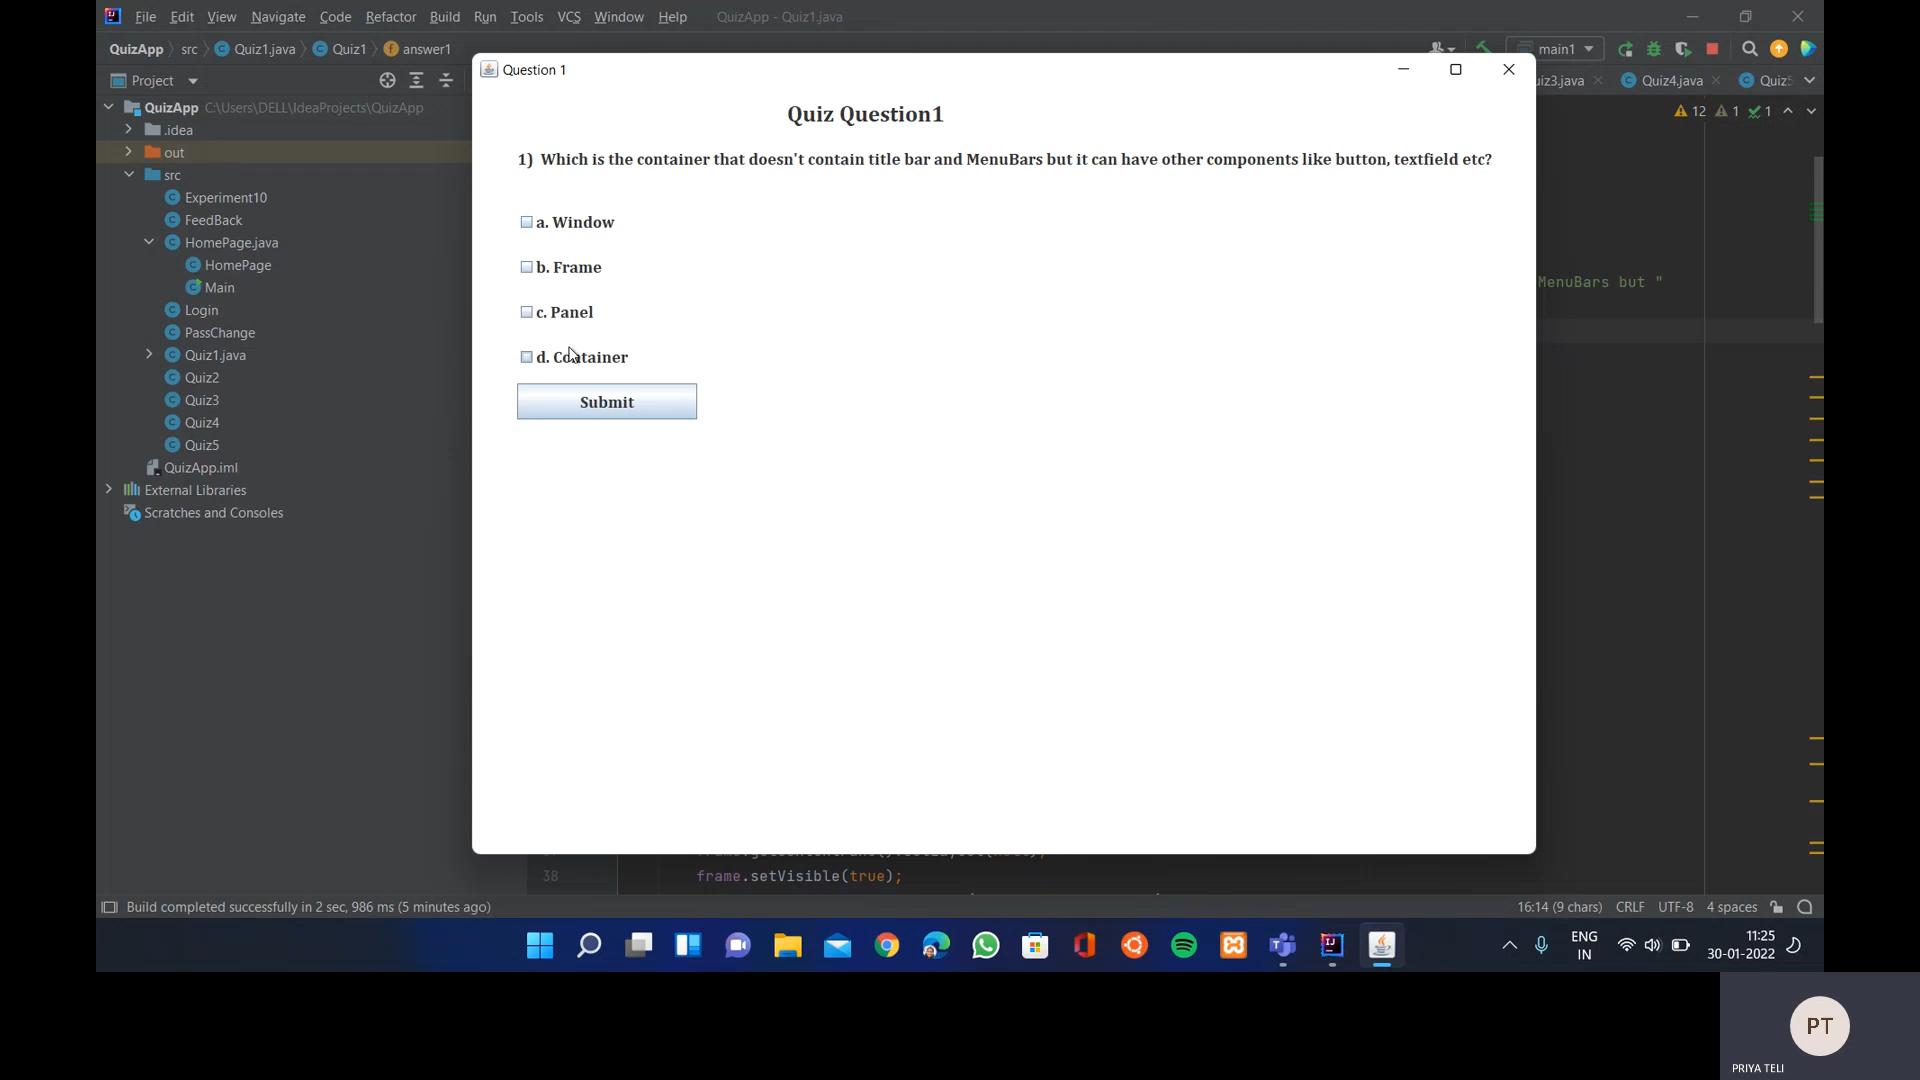 File Edit View Navigate Code Refactor Build Run Tools VCS Window Help QuizApp - Quiz1.java
QuizApp src Quiz1.java Quiz1 answer1 main1
Project
Question 1
Quiz4.java
QuizApp C:\Users\DELL\IdeaProjects\QuizApp
12 1 1
.idea
out
src
Experiment10
FeedBack
HomePage.java
HomePage
Main
Login
PassChange
Quiz1.java
Quiz2
Quiz3
Quiz4
Quiz5
QuizApp.iml
External Libraries
Scratches and Consoles
Quiz Question1
1) Which is the container that doesn't contain title bar and MenuBars but it can have other components like button, textfield etc?
a. Window
b. Frame
c. Panel
d. Container
Submit
MenuBars but "
38 frame.setVisible(true);
Build completed successfully in 2 sec, 986 ms (5 minutes ago)
16:14 (9 chars) CRLF UTF-8 4 spaces
ENG
IN
11:25
30-01-2022
PT
PRIYA TELI